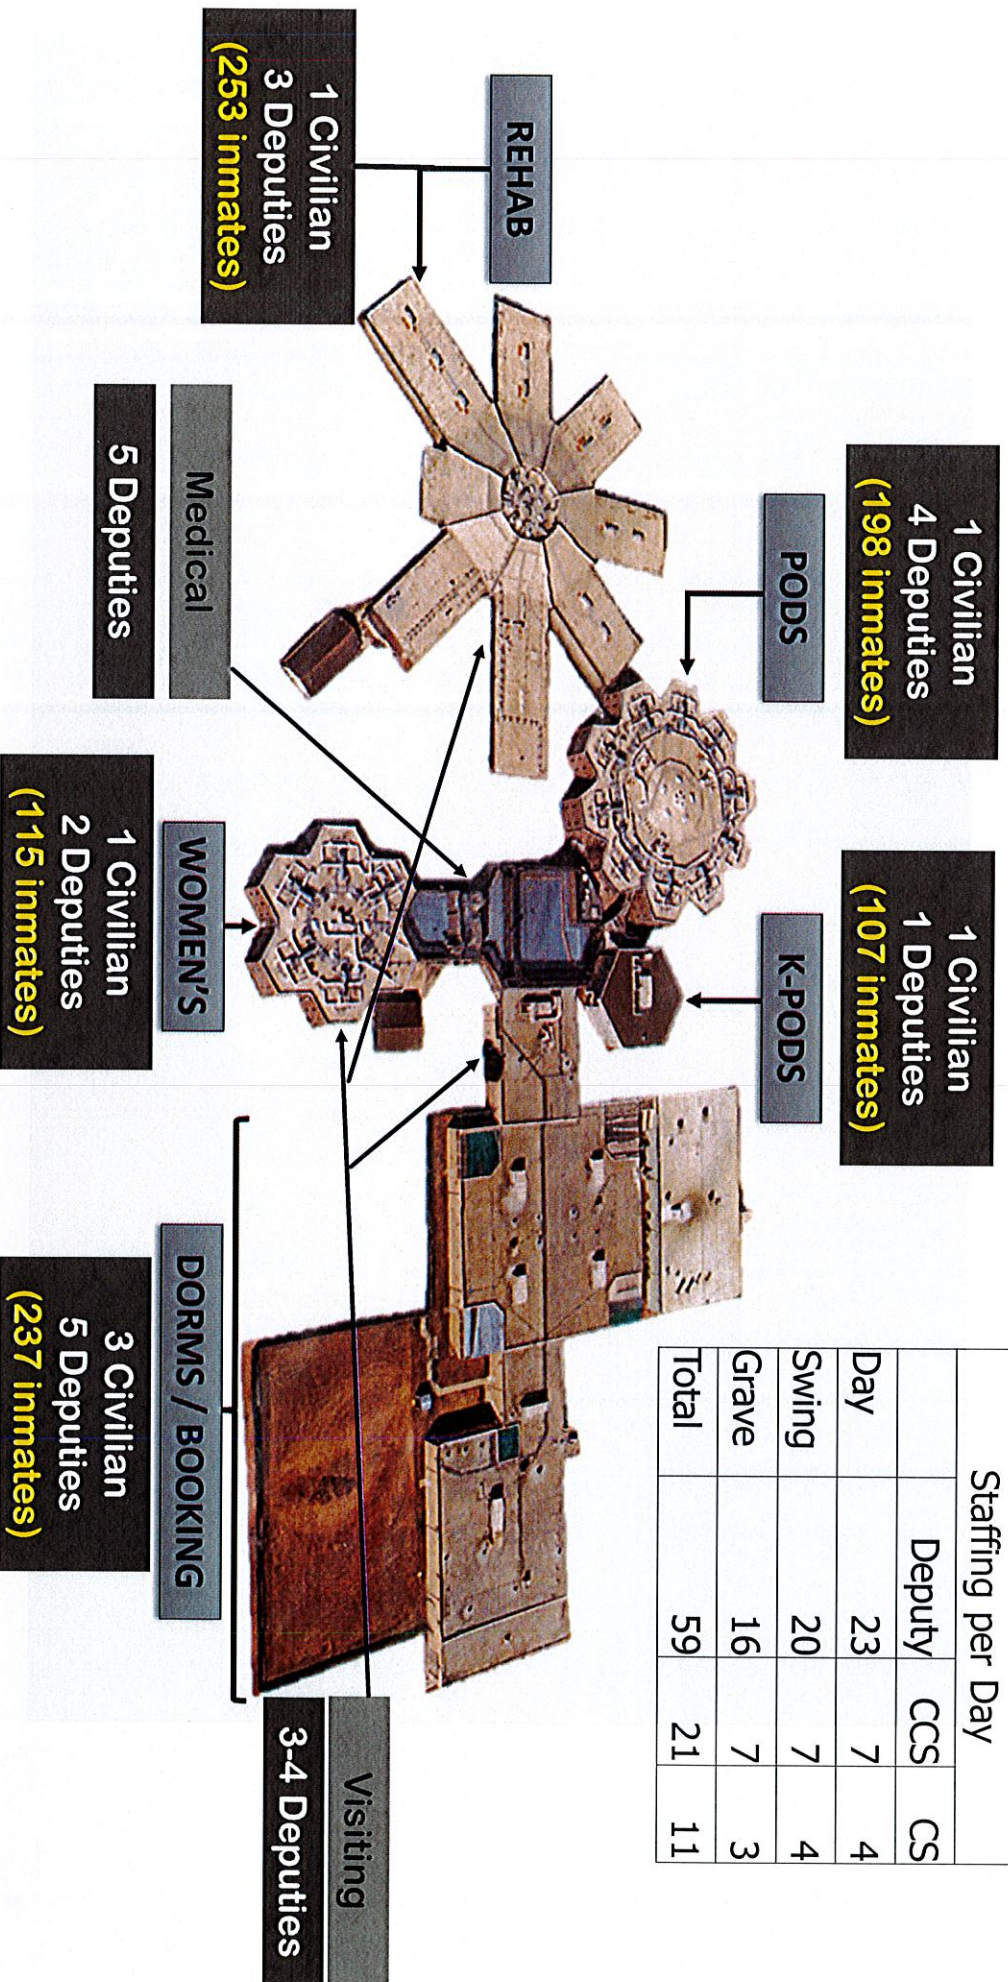 Staffing per Day
Deputy CCS CS
Day 23 7 4
Swing 20 7 4
Grave 16 7 3
Total 59 21 11
1 Civilian
4 Deputies
(198 inmates)
PODS
1 Civilian
1 Deputies
(107 inmates)
K-PODS
REHAB
1 Civilian
3 Deputies
(253 inmates)
Medical
5 Deputies
WOMEN'S
1 Civilian
2 Deputies
(115 inmates)
DORMS / BOOKING
3 Civilian
5 Deputies
(237 inmates)
Visiting
3-4 Deputies